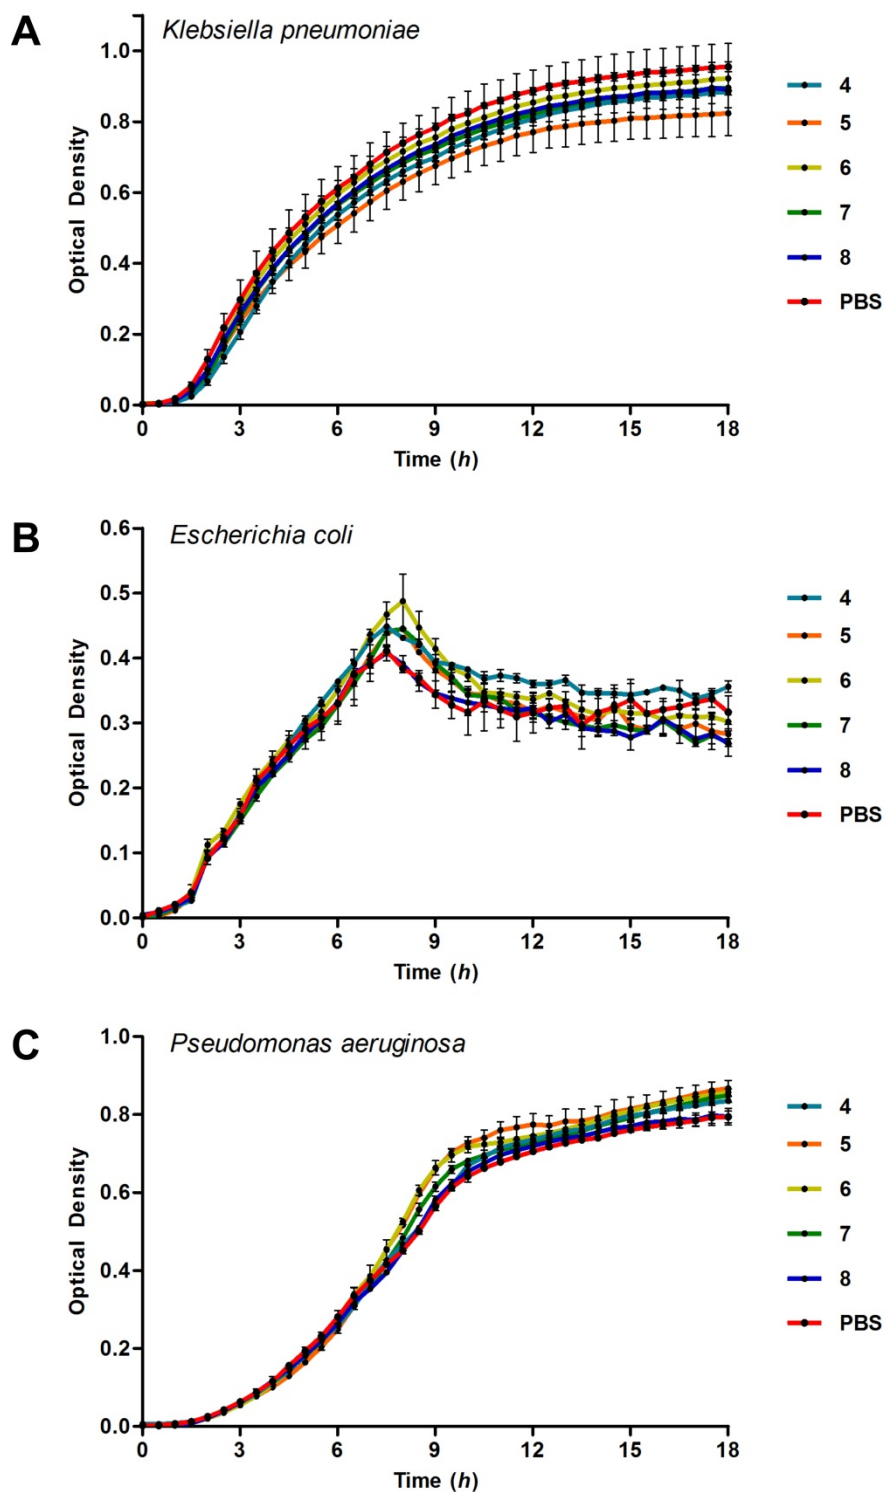 A
Klebsiella pneumoniae
1.0
0.8
0.6
0.4
0.2
0.0
Optical Density
0 3 6 9 12 15 18
Time (h)
4
5
6
7
8
PBS
B
Escherichia coli
0.6
0.5
0.4
0.3
0.2
0.1
0.0
Optical Density
0 3 6 9 12 15 18
Time (h)
4
5
6
7
8
PBS
C
Pseudomonas aeruginosa
1.0
0.8
0.6
0.4
0.2
0.0
Optical Density
0 3 6 9 12 15 18
Time (h)
4
5
6
7
8
PBS